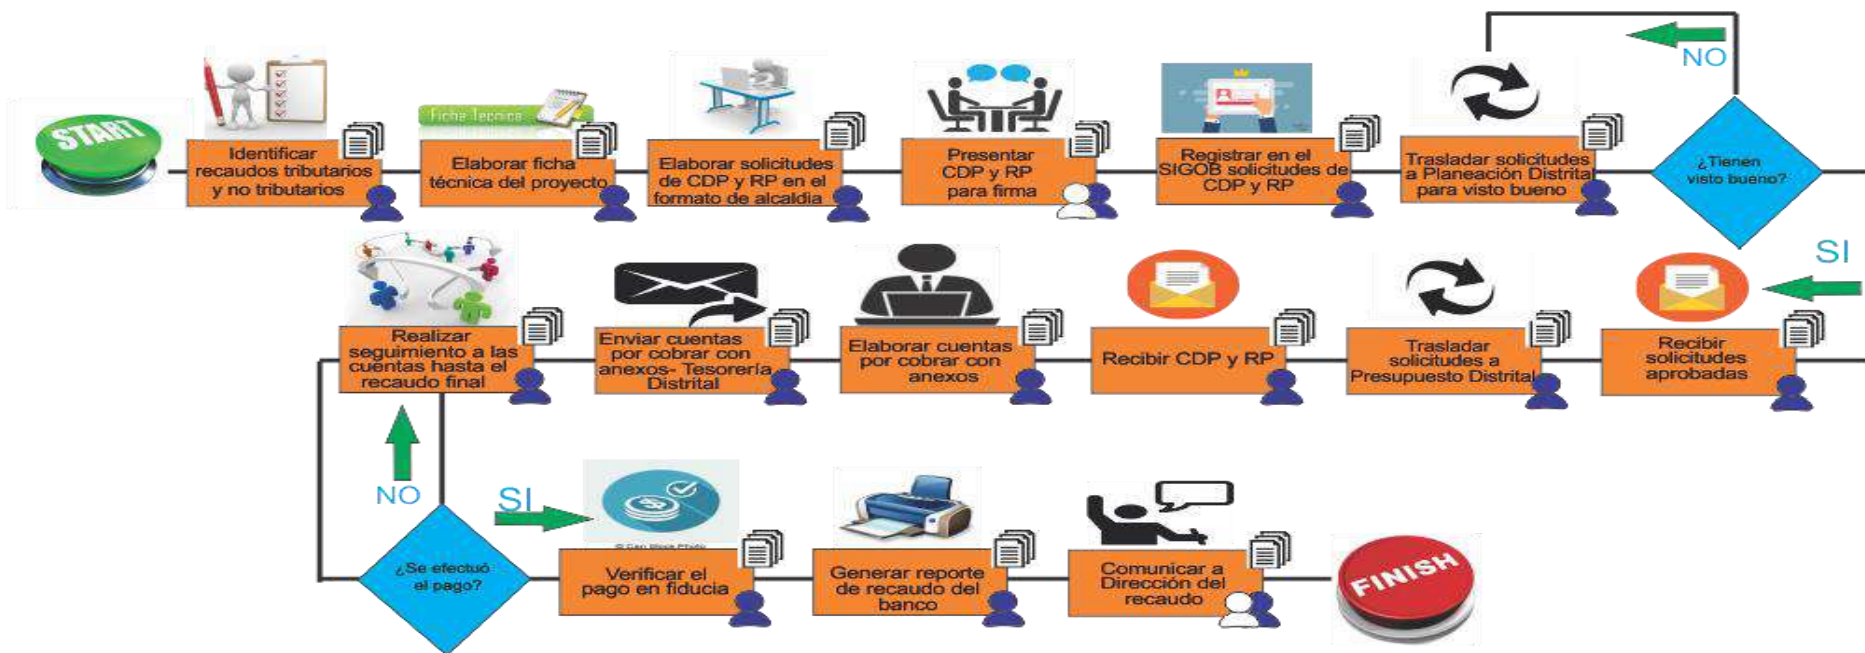 START
Identificar
recaudos tributarios
y no tributarios
Ficha Tecnica
Elaborar ficha
técnica del proyecto
Elaborar solicitudes
de CDP y RP en el
formato de alcaldia
Presentar
CDP y RP
para firma
Registrar en el
SIGOB solicitudes de
CDP y RP
Trasladar solicitudes
a Planeación Distrital
para visto bueno
NO
¿Tienen
visto bueno?
SI
Recibir
solicitudes
aprobadas
Trasladar
solicitudes a
Presupuesto Distrital
Recibir CDP y RP
Elaborar cuentas
por cobrar con
anexos
Enviar cuentas
por cobrar con
anexos- Tesorería
Distrital
Realizar
seguimiento a las
cuentas hasta el
recaudo final
NO
SI
¿Se efectuó
el pago?
© Can Stock Photo
Verificar el
pago en fiducia
Generar reporte
de recaudo del
banco
Comunicar a
Dirección del
recaudo
FINISH